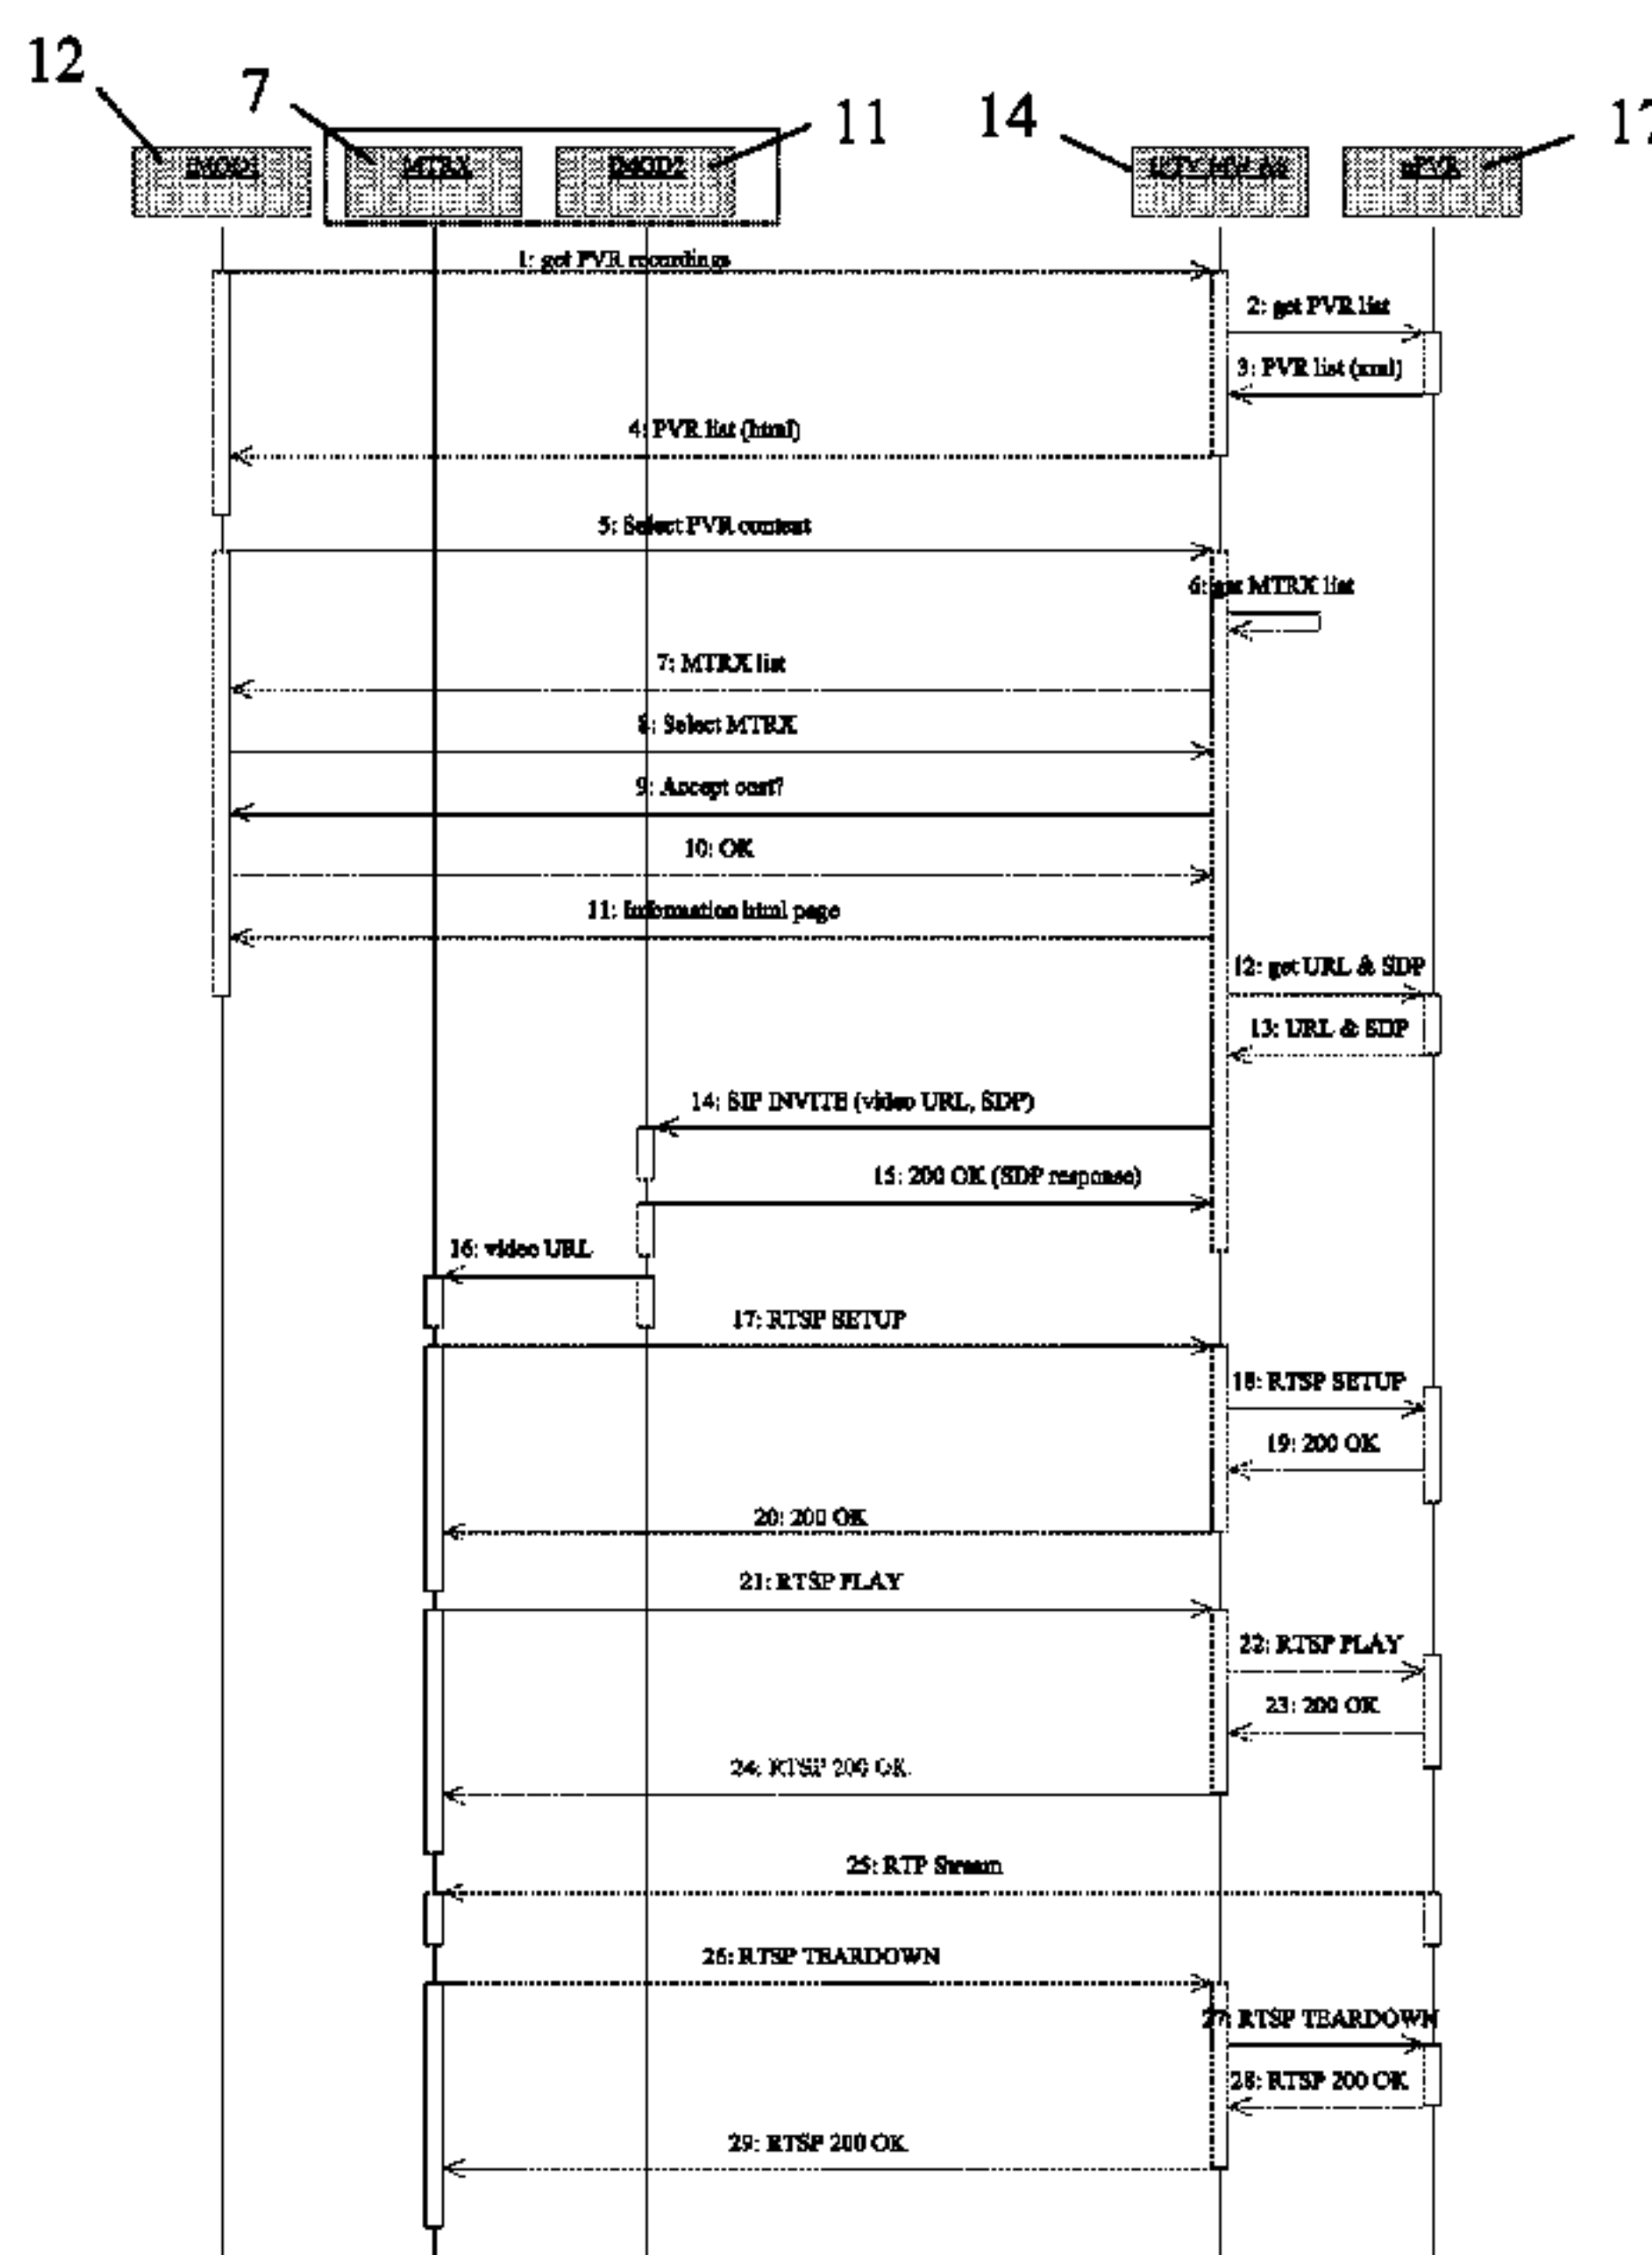 12
7
11
14
MTRX
1: get PVR recordings
2: get PVR list
3: PVR list (xml)
4: PVR list (html)
5: Select PVR content
6: get MTRX list
7: MTRX list
8: Select MTRX
9: Accept cost?
10: OK
11: Information html page
12: get URL & SDP
13: URL & SDP
14: SIP INVITE (video URL, SDP)
15: 200 OK (SDP response)
16: video URL
17: RTSP SETUP
18: RTSP SETUP
19: 200 OK
20: 200 OK
21: RTSP PLAY
22: RTSP PLAY
23: 200 OK
24: RTSP 200 OK
25: RTP Stream
26: RTSP TEARDOWN
27: RTSP TEARDOWN
28: RTSP 200 OK
29: RTSP 200 OK